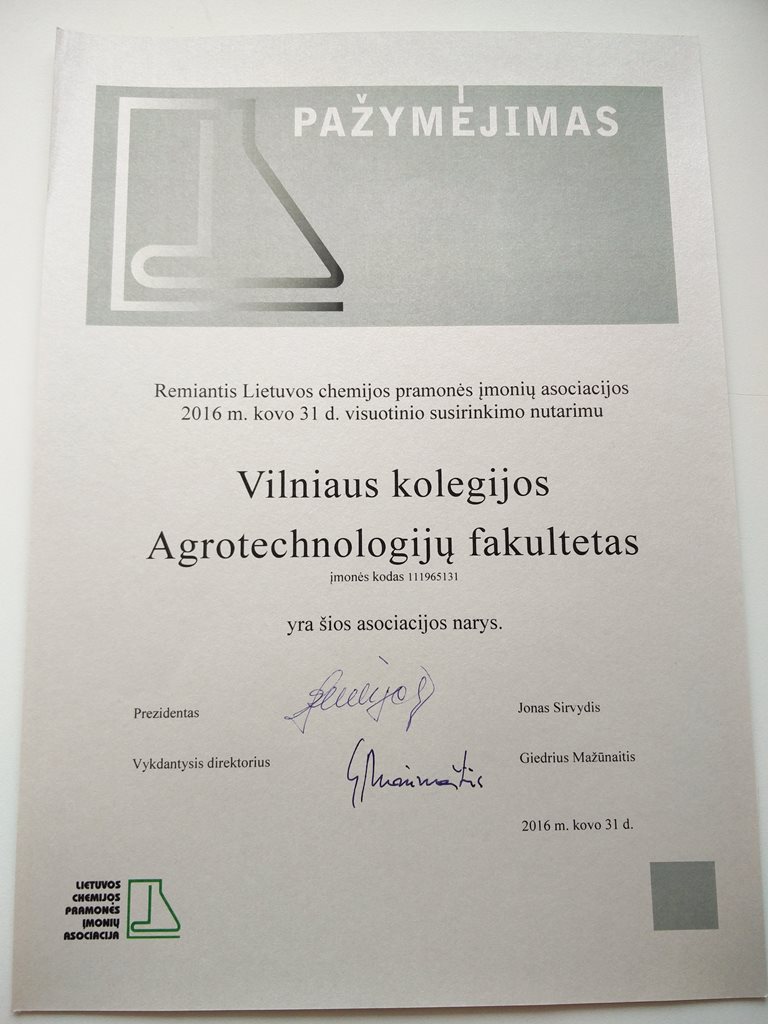 PAŽYMĖJIMAS
Remiantis Lietuvos chemijos pramonės įmonių asociacijos
2016 m. kovo 31 d. visuotinio susirinkimo nutarimu
Vilniaus kolegijos
Agrotechnologijų fakultetas
įmonės kodas 111965131
yra šios asociacijos narys.
Prezidentas Jonas Sirvydis
Vykdantysis direktorius Giedrius Mažūnaitis
2016 m. kovo 31 d.
LIETUVOS
CHEMIJOS
PRAMONĖS
ĮMONIŲ
ASOCIACIJA